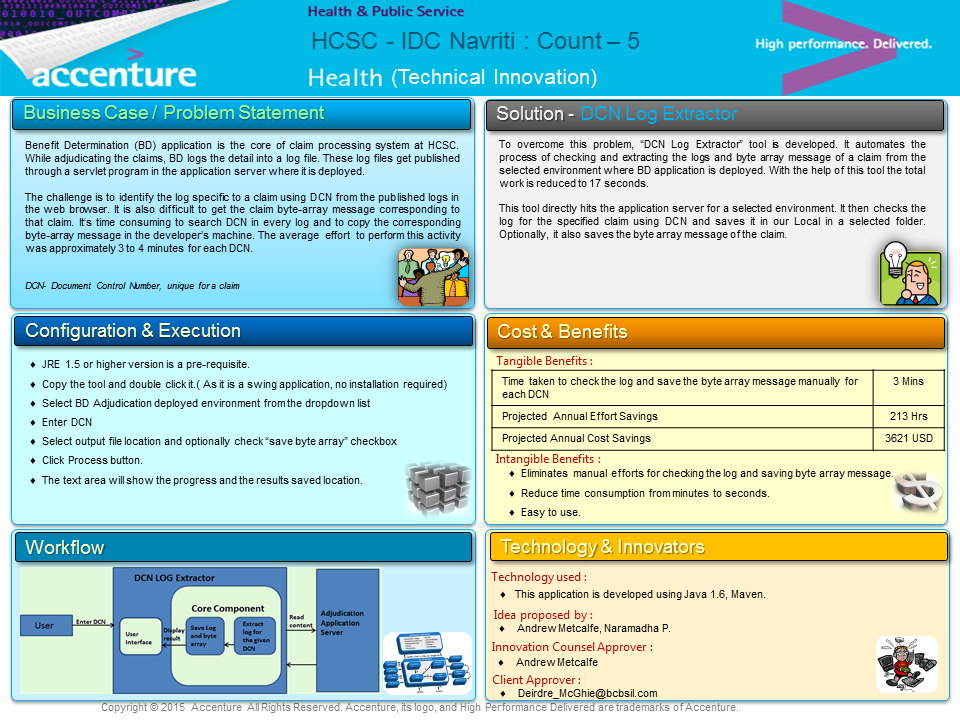 010010_OUTCOME
Health & Public Service
HCSC - IDC Navriti : Count – 5
Health (Technical Innovation)
accenture
High performance. Delivered.
Business Case / Problem Statement
Benefit Determination (BD) application is the core of claim processing system at HCSC.
While adjudicating the claims, BD logs the detail into a log file. These log files get published
through a servlet program in the application server where it is deployed.
The challenge is to identify the log specific to a claim using DCN from the published logs in
the web browser. It is also difficult to get the claim byte-array message corresponding to
that claim. It's time consuming to search DCN in every log and to copy the corresponding
byte-array message in the developer's machine. The average effort to perform this activity
was approximately 3 to 4 minutes for each DCN.
DCN- Document Control Number, unique for a claim
Solution - DCN Log Extractor
To overcome this problem, “DCN Log Extractor” tool is developed. It automates the
process of checking and extracting the logs and byte array message of a claim from the
selected environment where BD application is deployed. With the help of this tool the total
work is reduced to 17 seconds.
This tool directly hits the application server for a selected environment. It then checks the
log for the specified claim using DCN and saves it in our Local in a selected folder.
Optionally, it also saves the byte array message of the claim.
Configuration & Execution
♦ JRE 1.5 or higher version is a pre-requisite.
♦ Copy the tool and double click it.( As it is a swing application, no installation required)
♦ Select BD Adjudication deployed environment from the dropdown list
♦ Enter DCN
♦ Select output file location and optionally check “save byte array” checkbox
♦ Click Process button.
♦ The text area will show the progress and the results saved location.
Cost & Benefits
Tangible Benefits :
Time taken to check the log and save the byte array message manually for 3 Mins
each DCN
Projected Annual Effort Savings 213 Hrs
Projected Annual Cost Savings 3621 USD
Intangible Benefits :
♦ Eliminates manual efforts for checking the log and saving byte array message.
♦ Reduce time consumption from minutes to seconds.
♦ Easy to use.
Workflow
DCN LOG Extractor
Core Component
User
Enter DCN
User
Interface
Display
result
Save Log
and byte
array
Extract
log for
the given
DCN
Read
content
Adjudication
Application
Server
Technology & Innovators
Technology used :
♦ This application is developed using Java 1.6, Maven.
Idea proposed by :
♦ Andrew Metcalfe, Naramadha P.
Innovation Counsel Approver :
♦ Andrew Metcalfe
Client Approver :
♦ Deirdre_McGhie@bcbsil.com
Copyright © 2015 Accenture All Rights Reserved. Accenture, its logo, and High Performance Delivered are trademarks of Accenture.